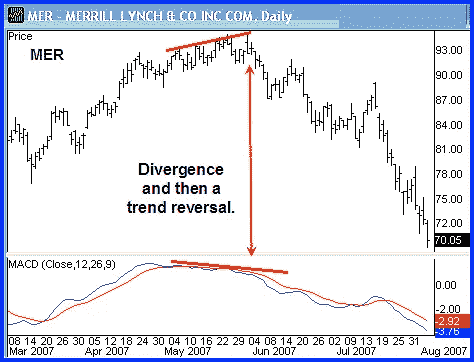 MER - MERRILL LYNCH & CO INC COM, Daily
Price
MER
93.00
90.00
87.00
84.00
81.00
78.00
75.00
70.05
Divergence
and then a
trend reversal.
MACD (Close,12,26,9)
0.00
-2.00
-2.92
-3.76
08 14 20 26 30 05 12 18 24 30 04 10 16 22 29 04 08 14 20 26 02 09 13 19 25 31
Mar 2007 Apr 2007 May 2007 Jun 2007 Jul 2007 Aug 2007